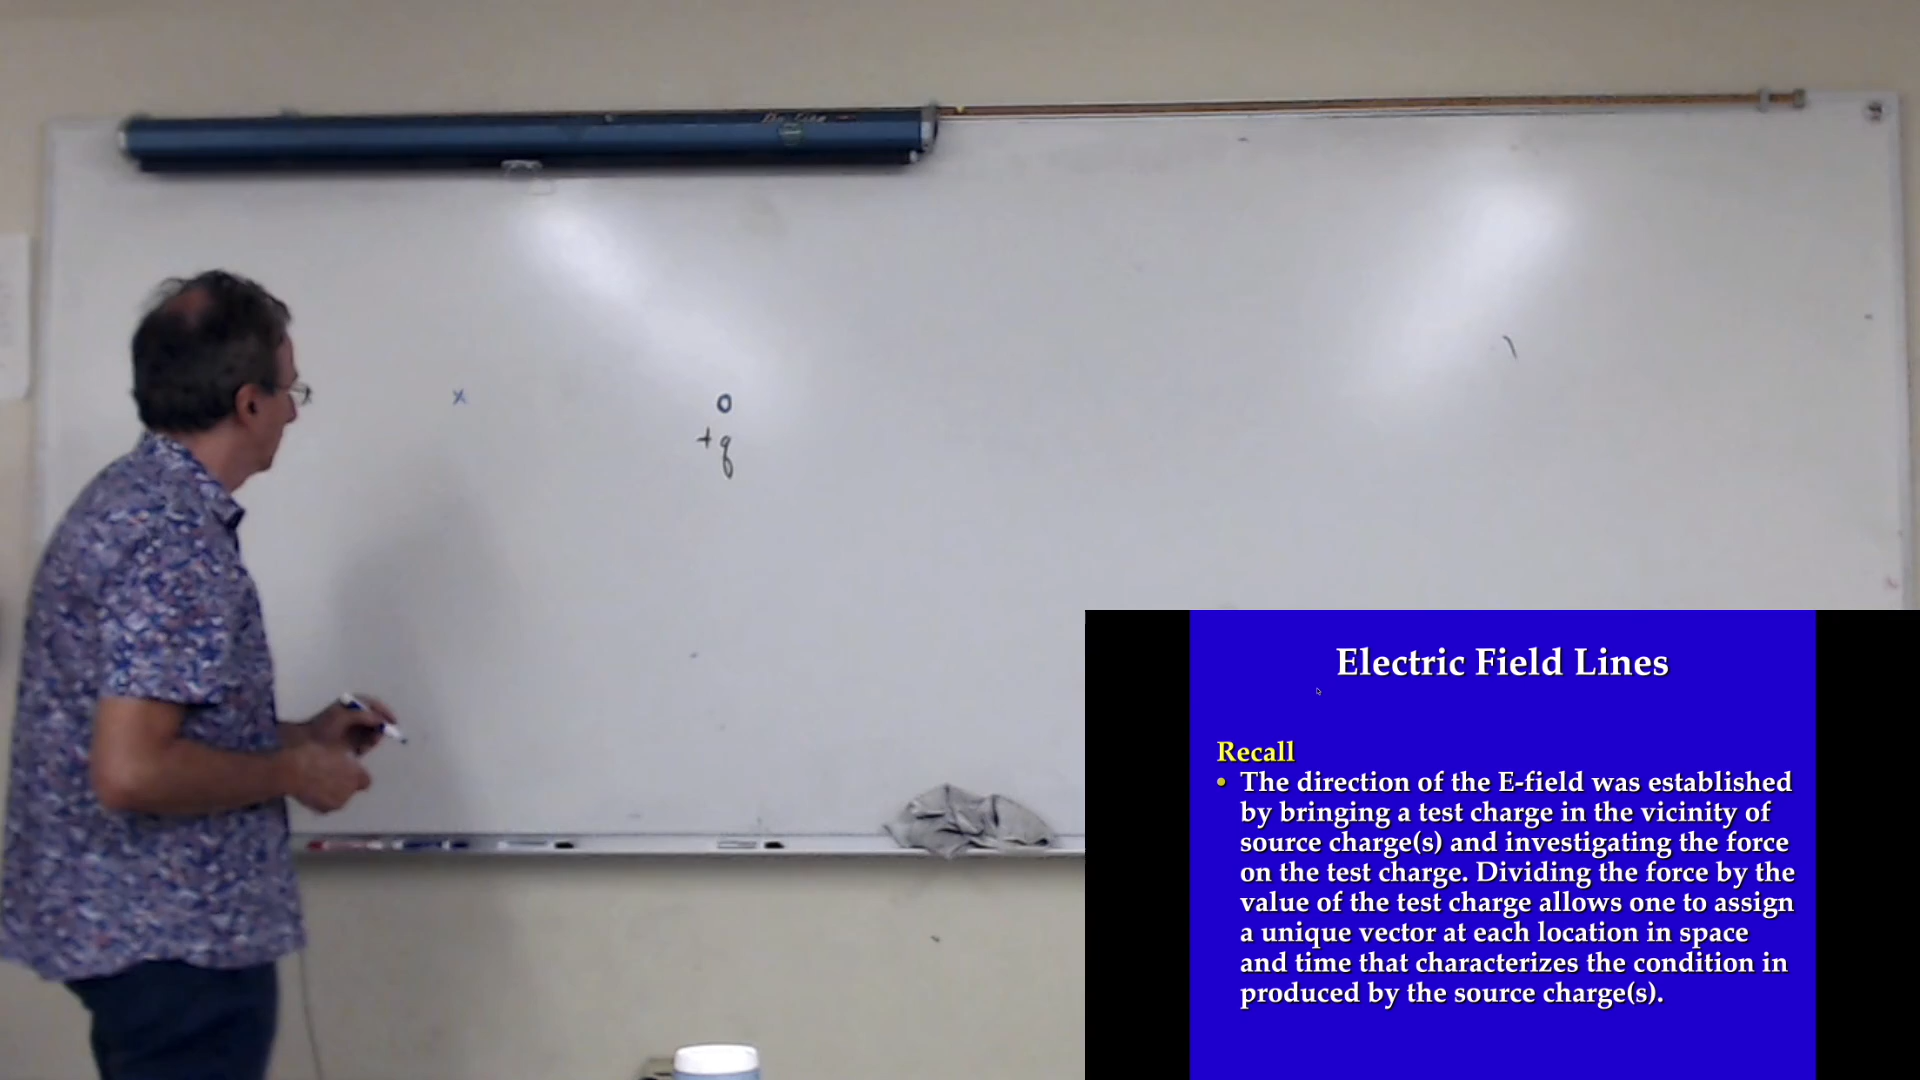 x
o
+q
Electric Field Lines
Recall
• The direction of the E-field was established
by bringing a test charge in the vicinity of
source charge(s) and investigating the force
on the test charge. Dividing the force by the
value of the test charge allows one to assign
a unique vector at each location in space
and time that characterizes the condition in
produced by the source charge(s).